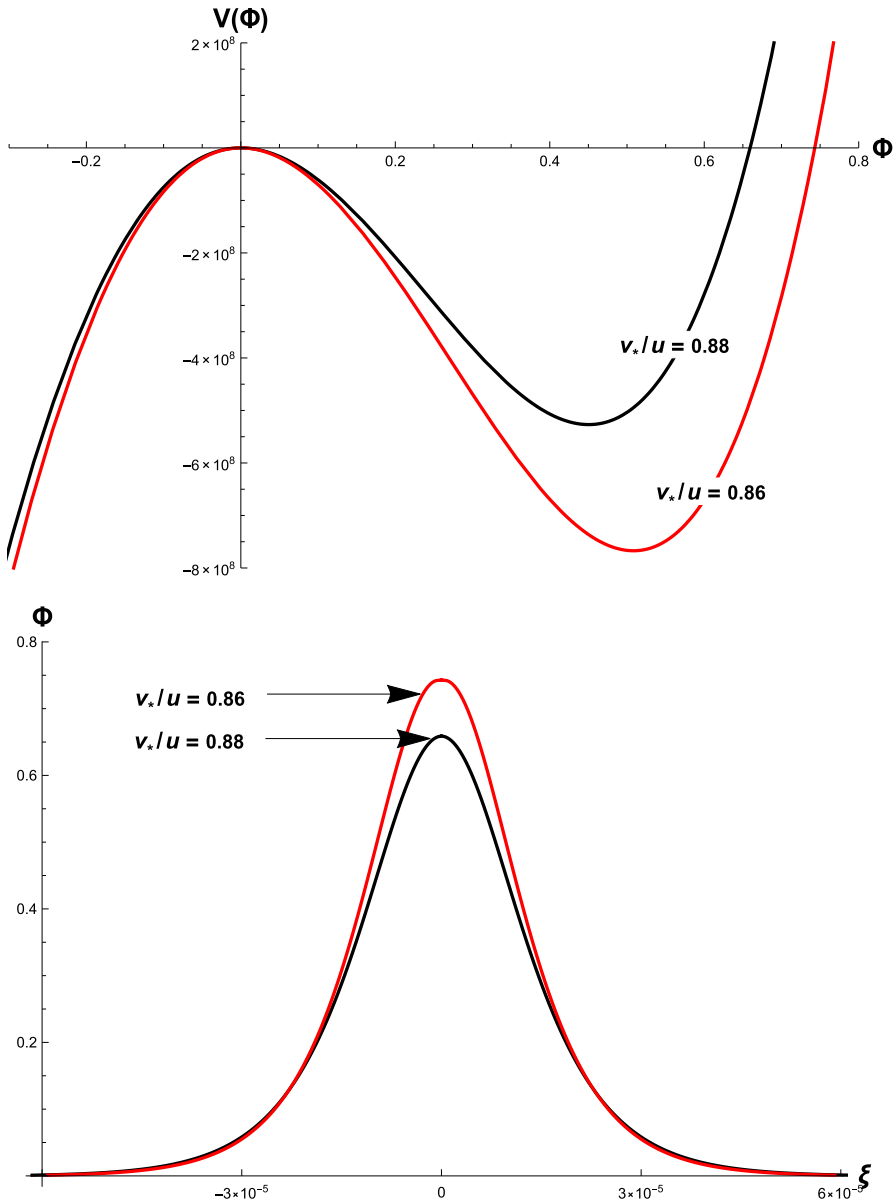 V(Φ)
2×10⁸
−0.2 0.2 0.4 0.6 0.8 Φ
−2×10⁸
v*/u = 0.88
−4×10⁸
−6×10⁸
v*/u = 0.86
−8×10⁸
Φ
0.8
v*/u = 0.86
v*/u = 0.88
0.6
0.4
0.2
−3×10⁻⁵ 0 3×10⁻⁵ 6×10⁻⁵ ξ